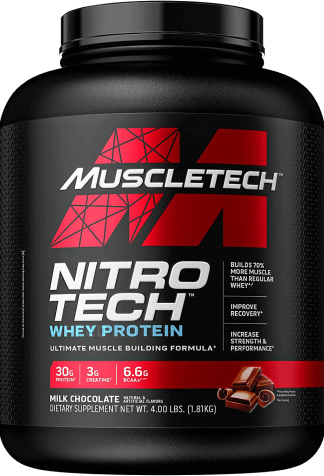 MUSCLETECH™
NITRO
TECH™
WHEY PROTEIN
ULTIMATE MUSCLE BUILDING FORMULA*
BUILDS 70%
MORE MUSCLE
THAN REGULAR
WHEY
IMPROVE
RECOVERY*
INCREASE
STRENGTH &
PERFORMANCE*
30G
PROTEIN
3G
CREATINE
6.6G
BCAAs
MILK CHOCOLATE NATURAL & ARTIFICIAL FLAVORS
DIETARY SUPPLEMENT NET WT. 4.00 LBS. (1.81KG)